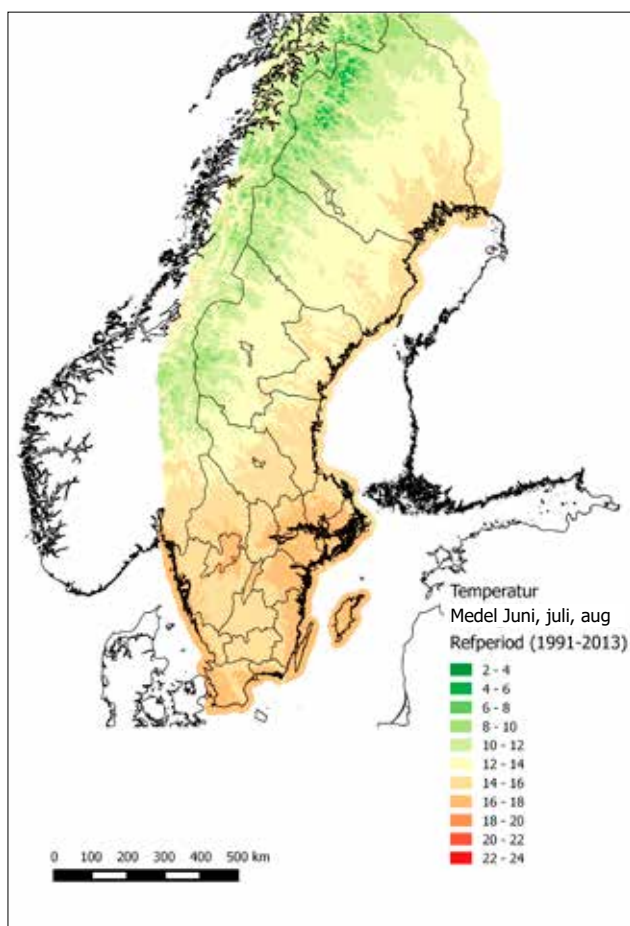 Temperatur
Medel Juni, juli, aug
Refperiod (1991-2013)
2 - 4
4 - 6
6 - 8
8 - 10
10 - 12
12 - 14
14 - 16
16 - 18
18 - 20
20 - 22
22 - 24
0 100 200 300 400 500 km